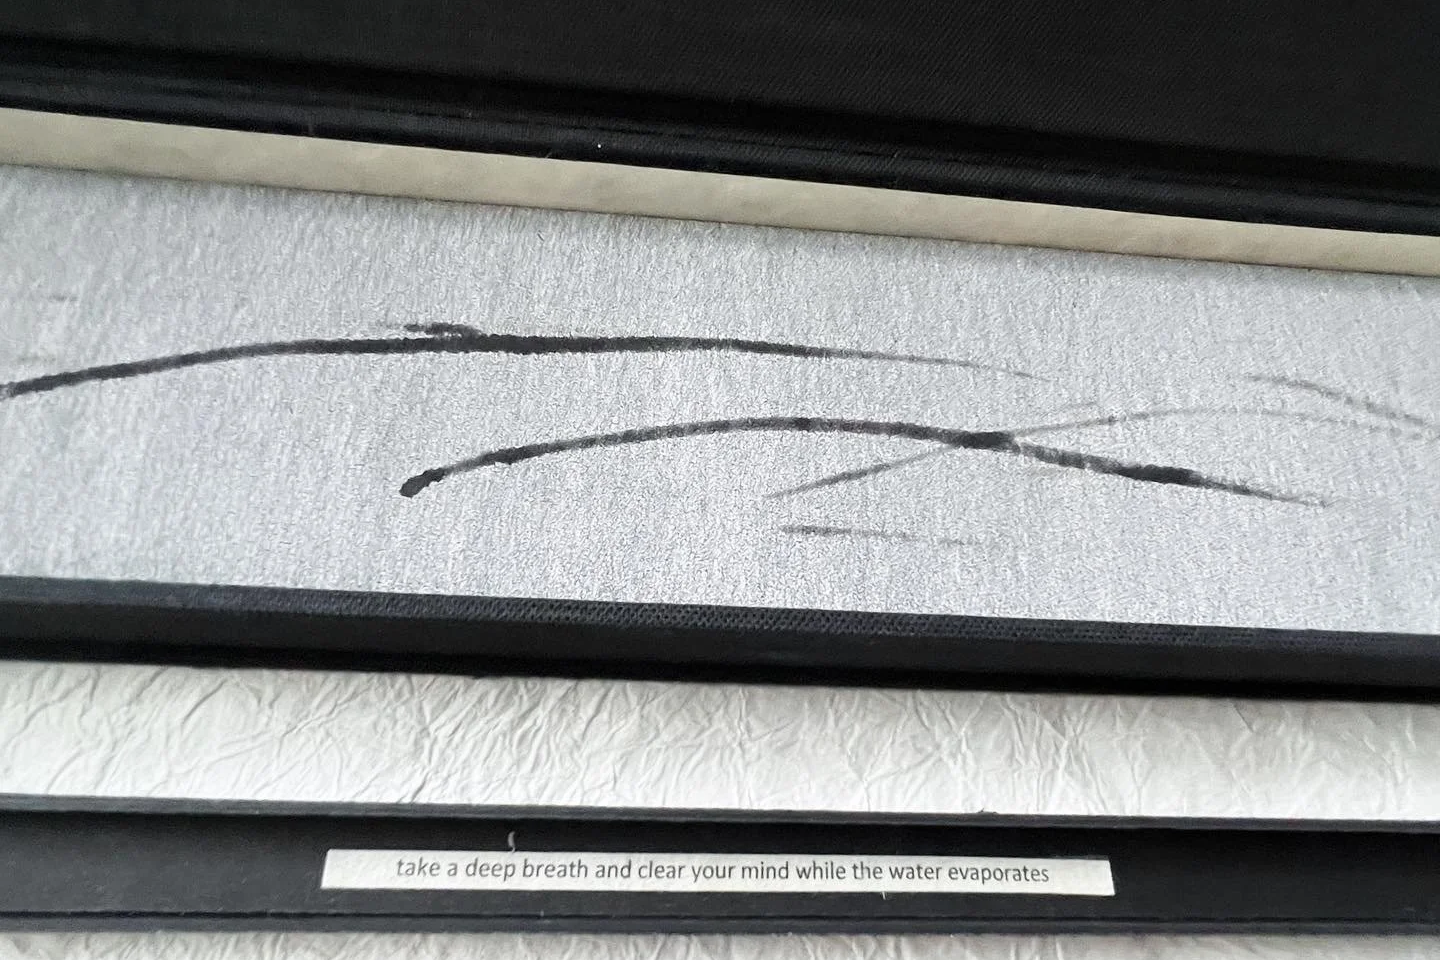 take a deep breath and clear your mind while the water evaporates